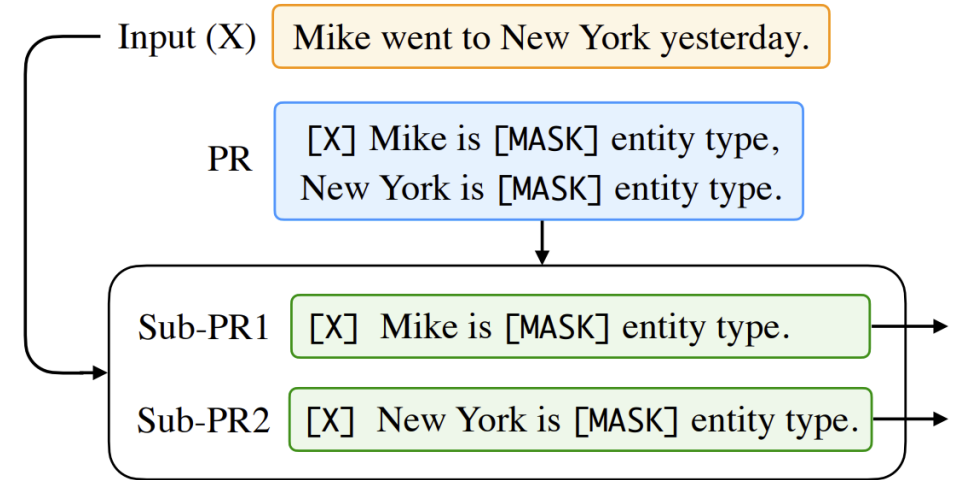 Input (X) Mike went to New York yesterday.
PR
[X] Mike is [MASK] entity type,
New York is [MASK] entity type.
Sub-PR1 [X] Mike is [MASK] entity type.
Sub-PR2 [X] New York is [MASK] entity type.